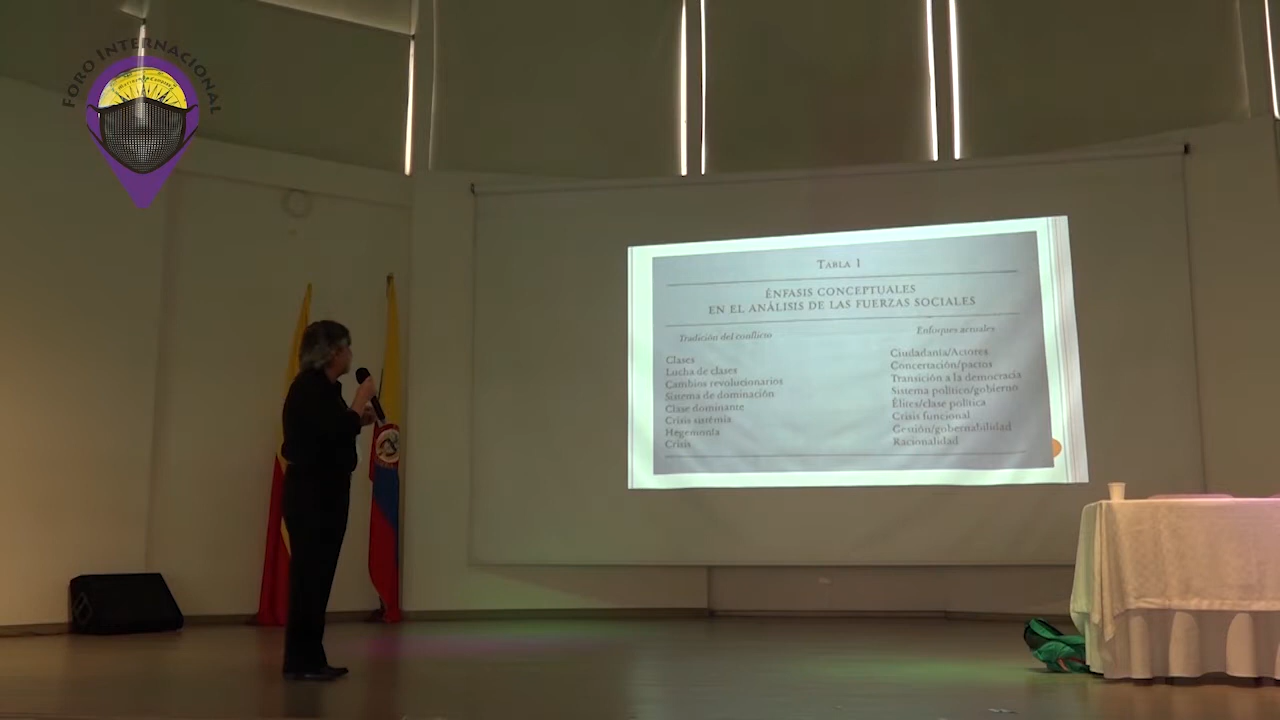 FORO INTERNACIONAL
TABLA 1
ÉNFASIS CONCEPTUALES
EN EL ANÁLISIS DE LAS FUERZAS SOCIALES
Tradición del conflicto
Enfoques actuales
Clases
Ciudadanía/Actores
Lucha de clases
Concertación/pactos
Cambios revolucionarios
Transición a la democracia
Sistema de dominación
Sistema político/gobierno
Clase dominante
Élites/clase política
Crisis sistémia
Crisis funcional
Hegemonía
Gestión/gobernabilidad
Crisis
Racionalidad